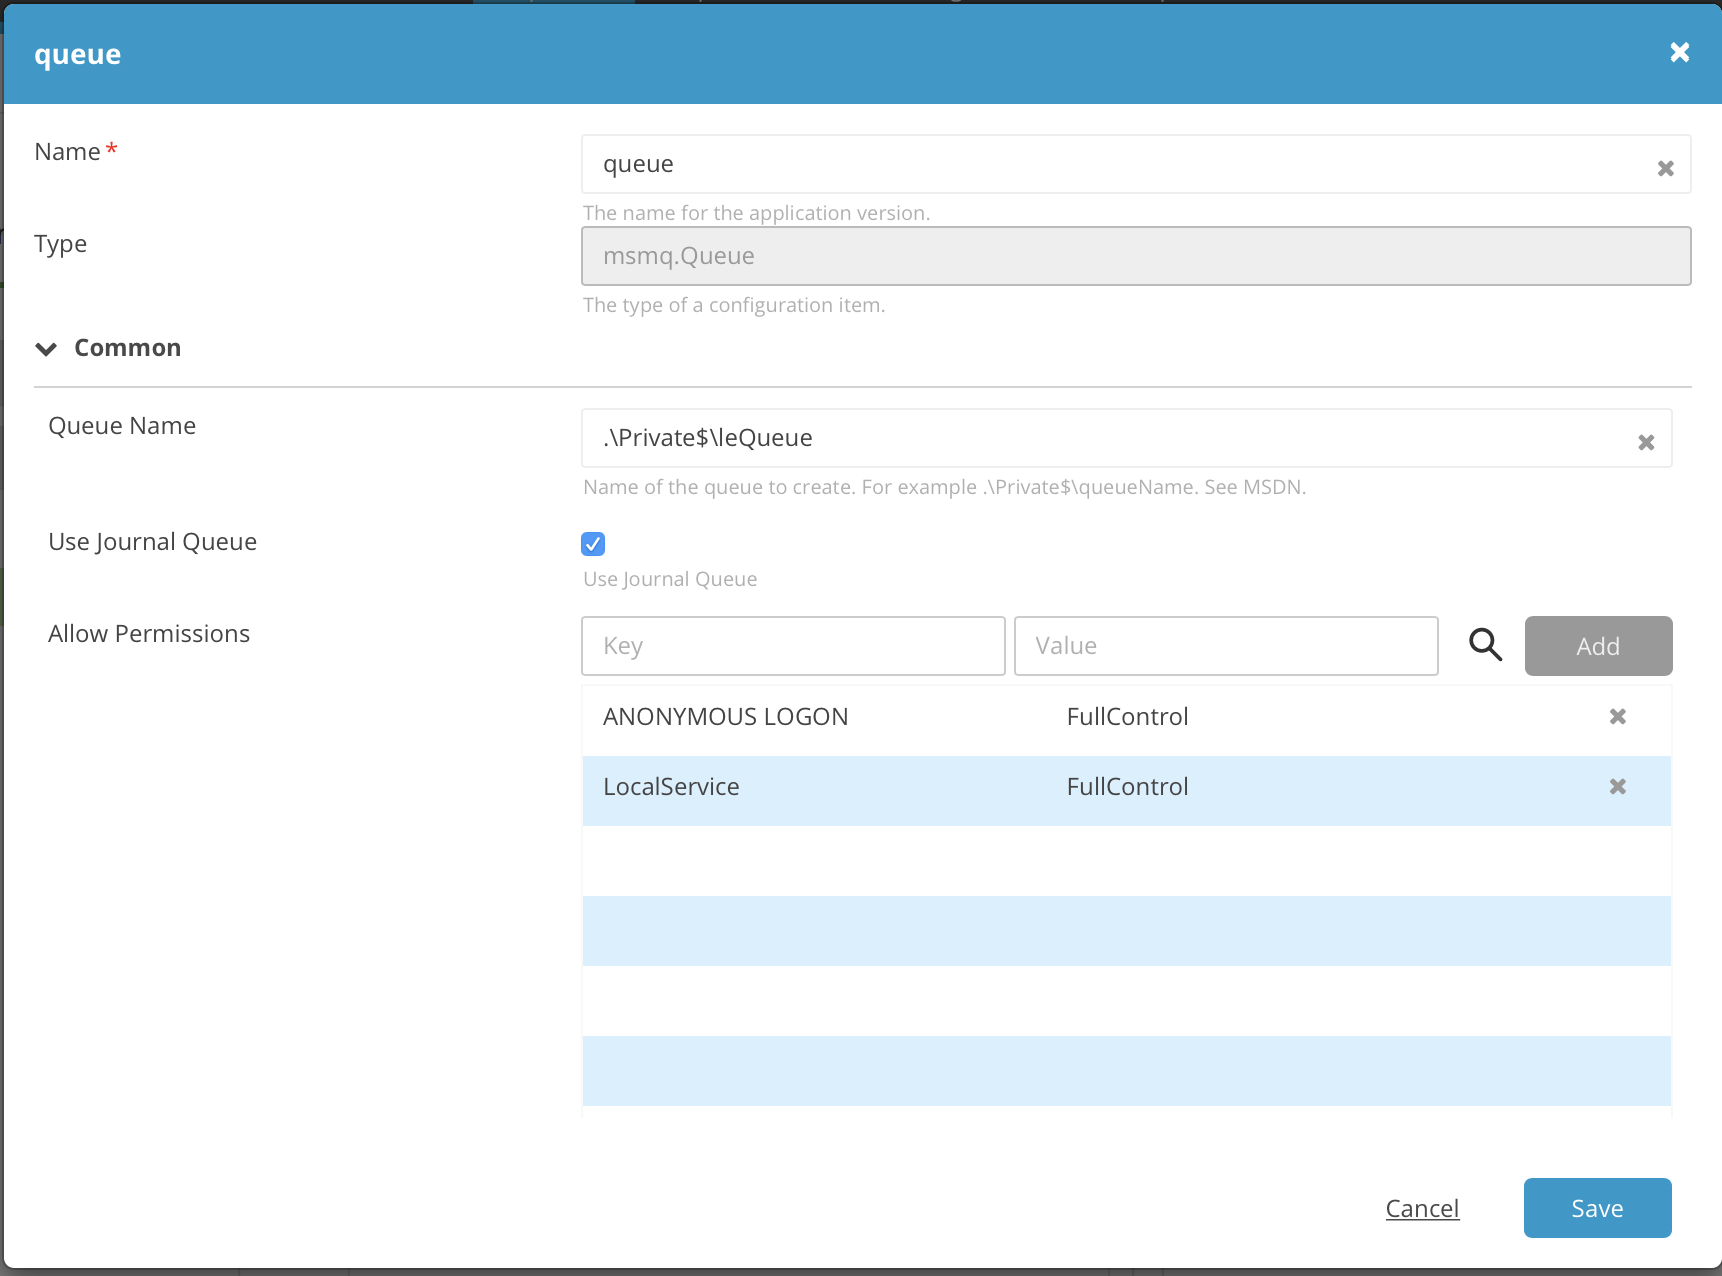 queue
Name *
queue
The name for the application version.
Type
msmq.Queue
The type of a configuration item.
Common
Queue Name
.\Private$\leQueue
Name of the queue to create. For example .\Private$\queueName. See MSDN.
Use Journal Queue
Use Journal Queue
Allow Permissions
Key Value Add
ANONYMOUS LOGON FullControl
LocalService FullControl
Cancel Save